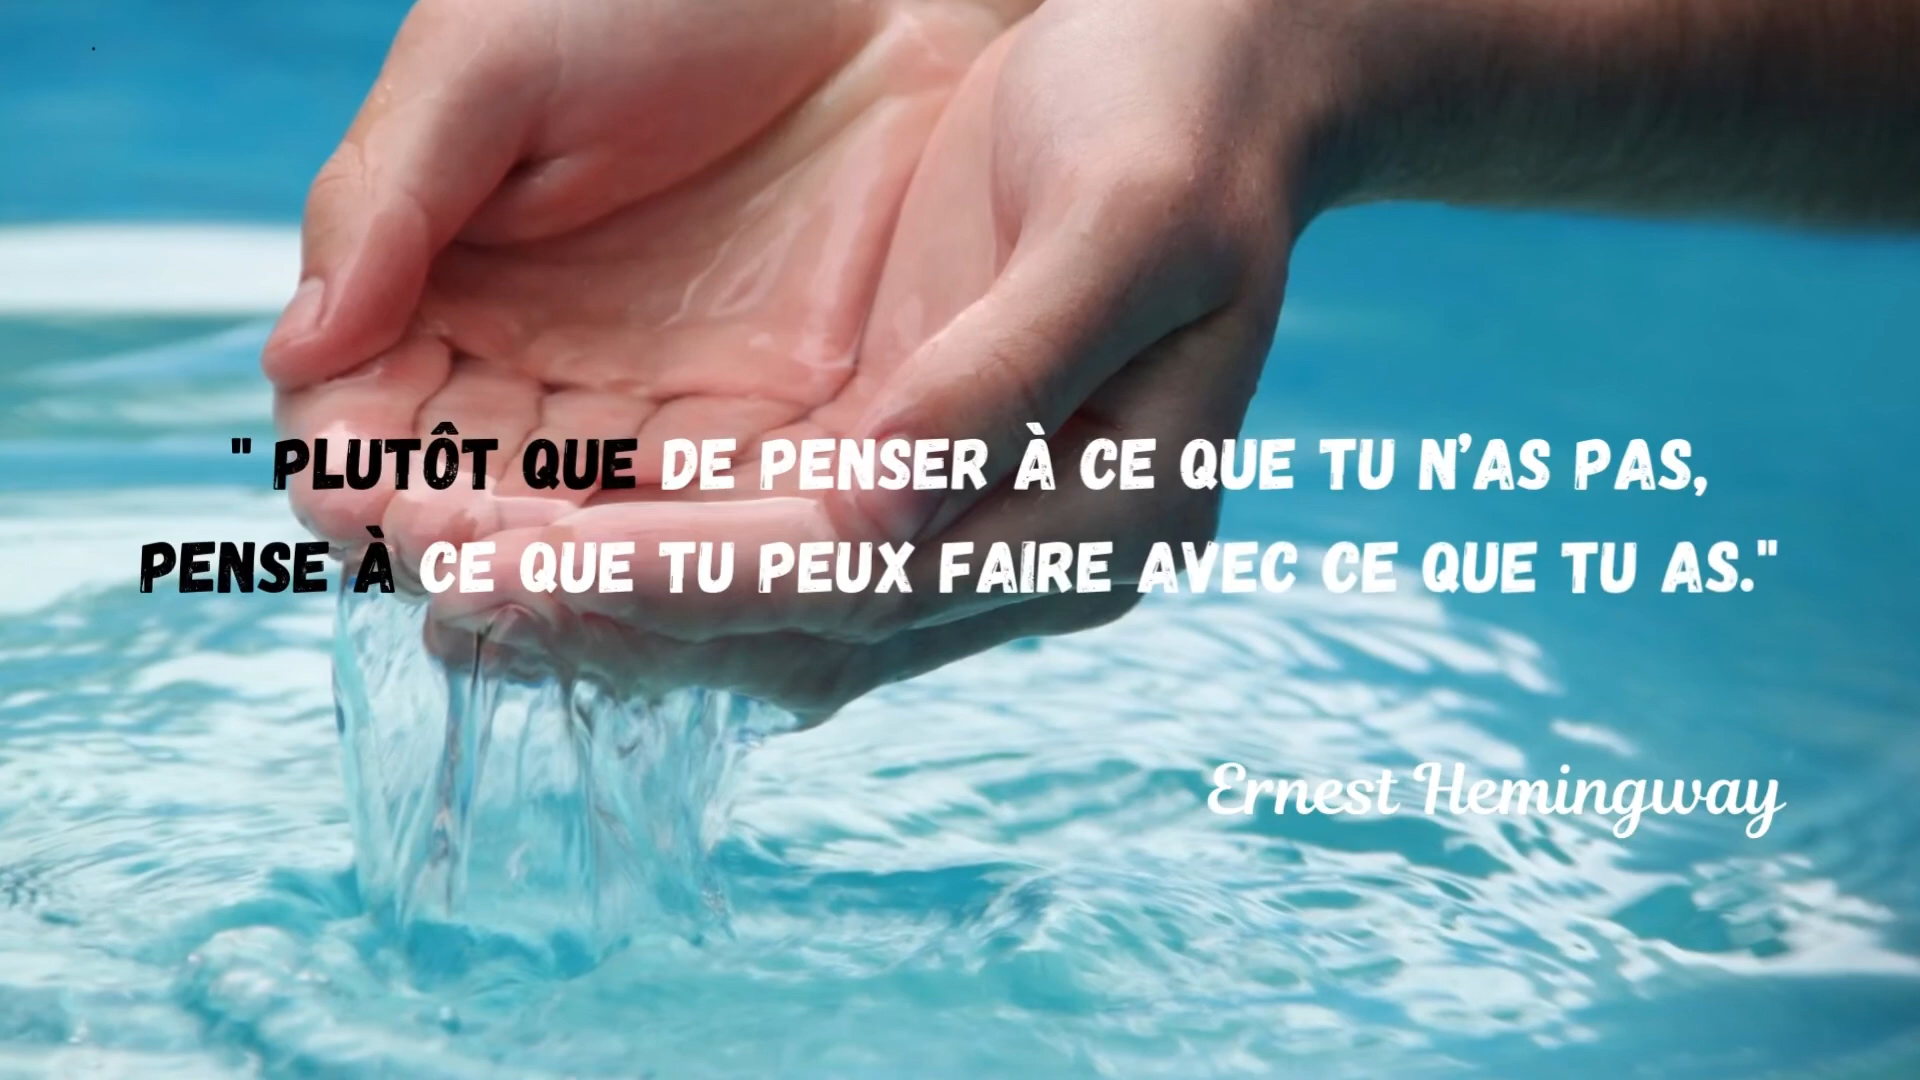 " PLUTÔT QUE DE PENSER À CE QUE TU N’AS PAS,
PENSE À CE QUE TU PEUX FAIRE AVEC CE QUE TU AS."
Ernest Hemingway